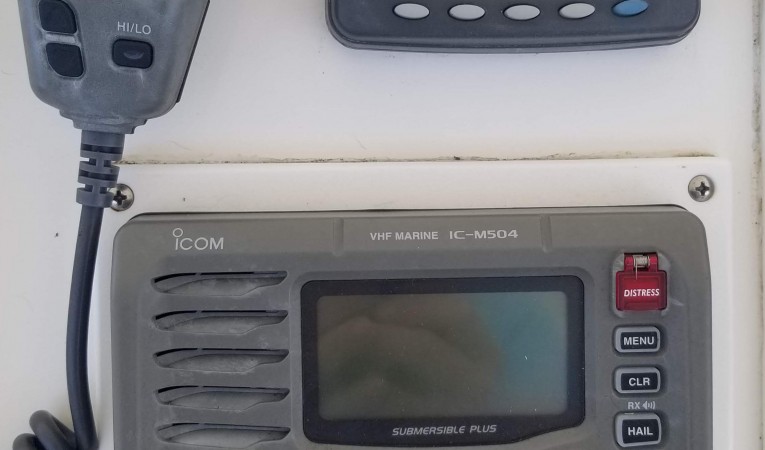 HI/LO
iCOM
VHF MARINE IC-M504
DISTRESS
MENU
CLR
RX
HAIL
SUBMERSIBLE PLUS